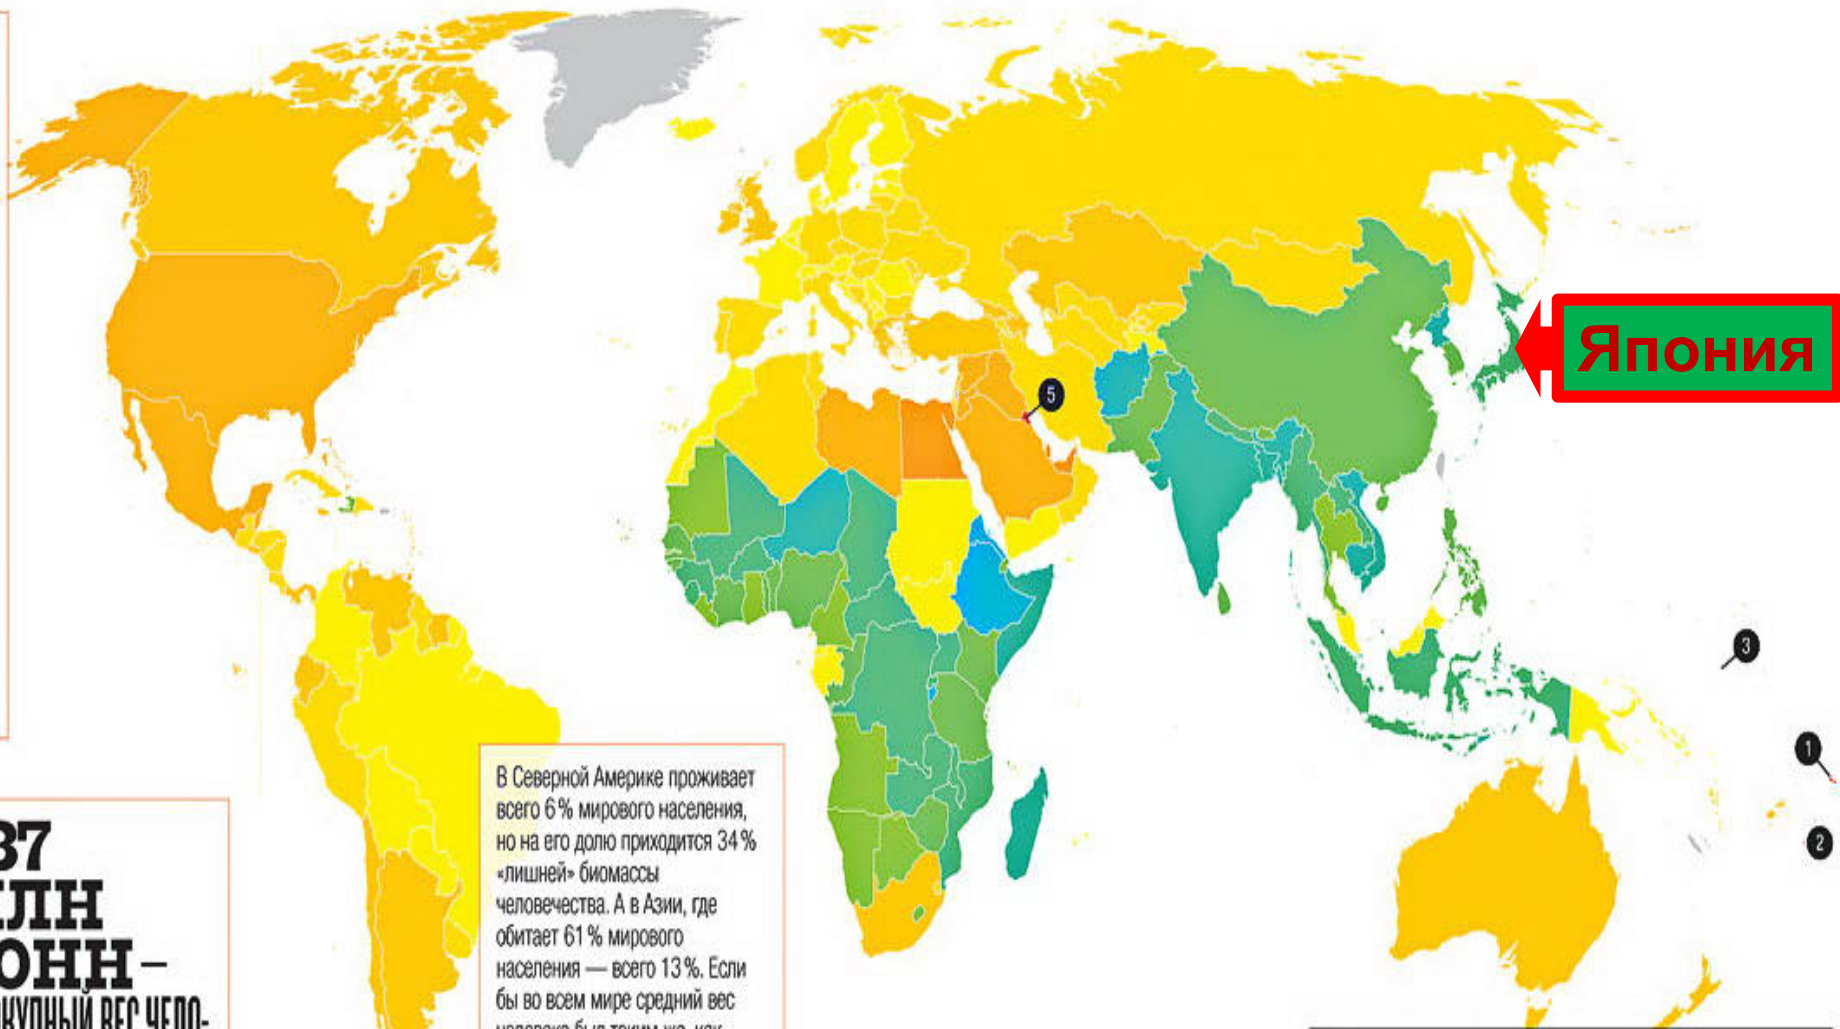 Япония
5
3
1
2
В Северной Америке проживает
всего 6% мирового населения,
но на его долю приходится 34%
«лишней» биомассы
человечества. А в Азии, где
обитает 61% мирового
населения — всего 13%. Если
бы во всем мире средний вес
37
лн
онн–